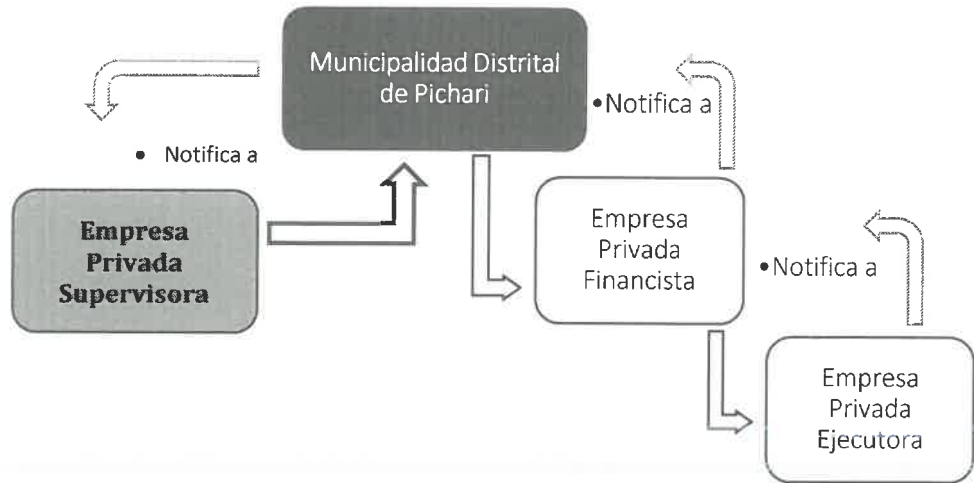 Municipalidad Distrital
de Pichari
•Notifica a
• Notifica a
Empresa
Privada
Supervisora
Empresa
Privada
Financista
•Notifica a
Empresa
Privada
Ejecutora